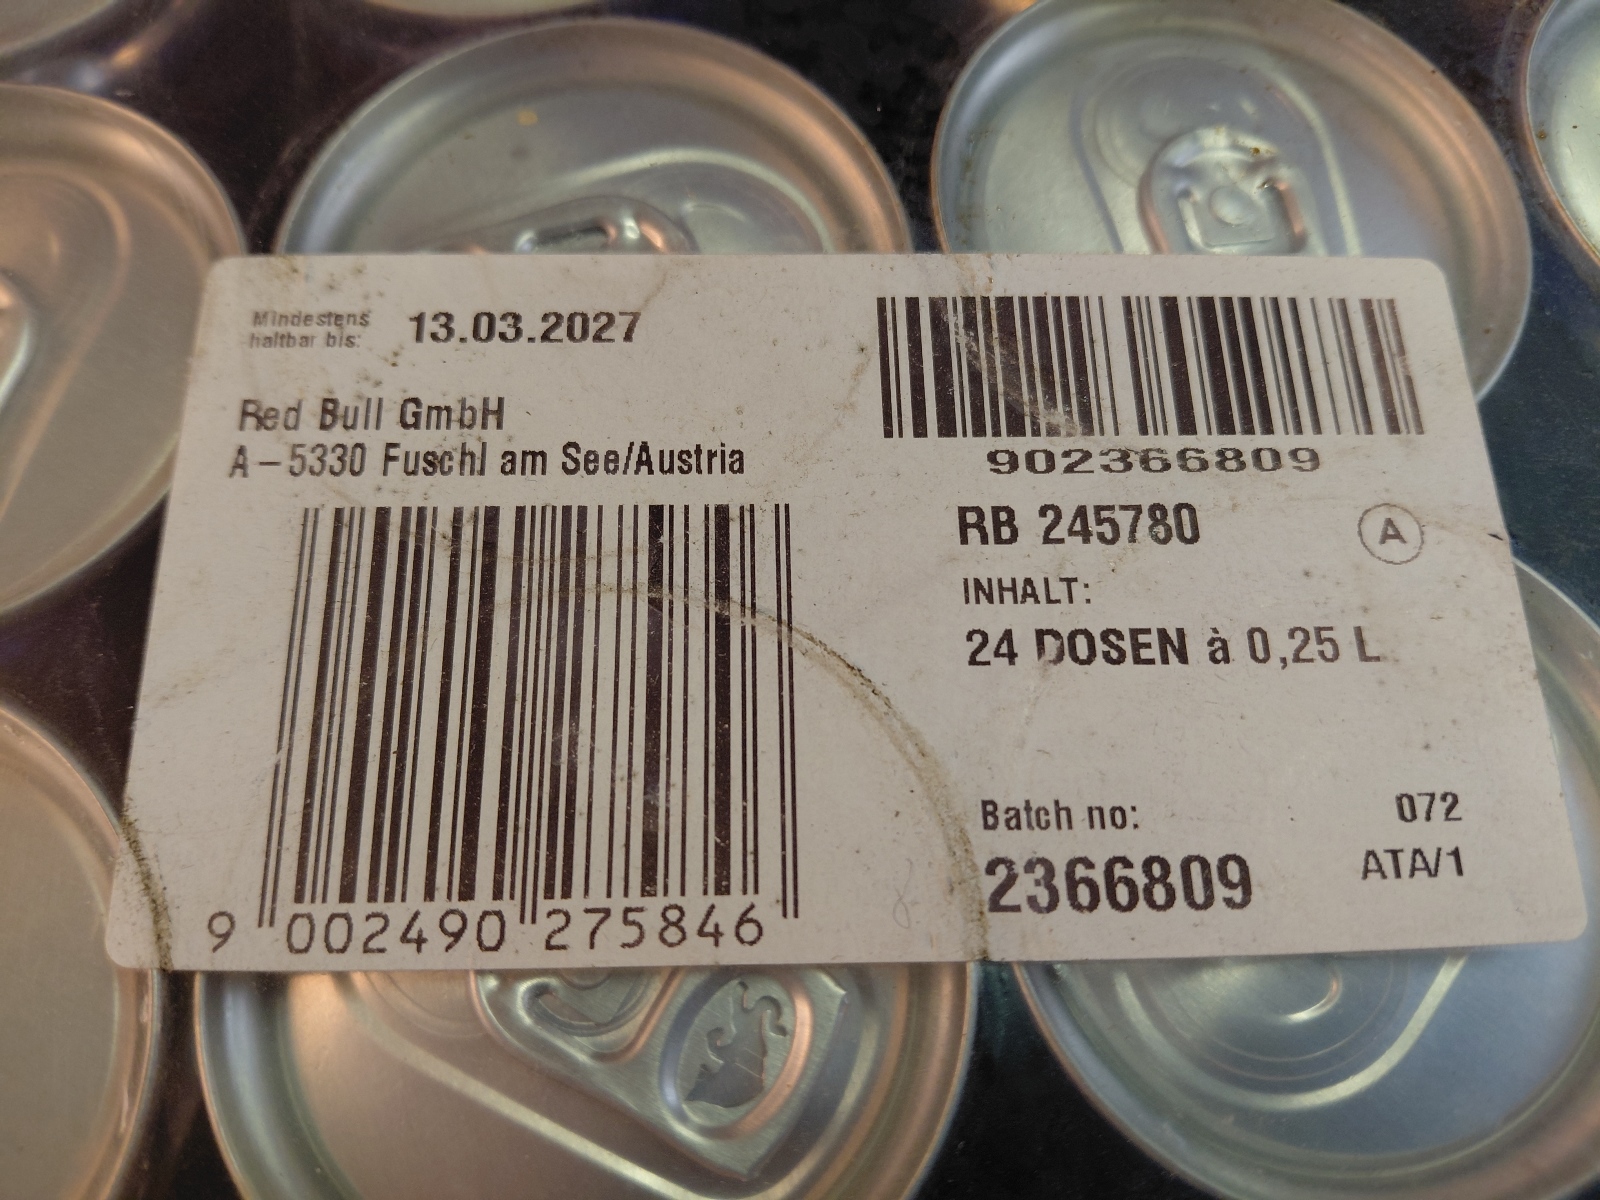 Mindestens
haltbar bis:
13.03.2027
Red Bull GmbH
A-5330 Fuschl am See/Austria
9 002490 275846
902366809
RB 245780
A
INHALT:
24 DOSEN à 0,25 L
Batch no:
072
2366809
ATA/1